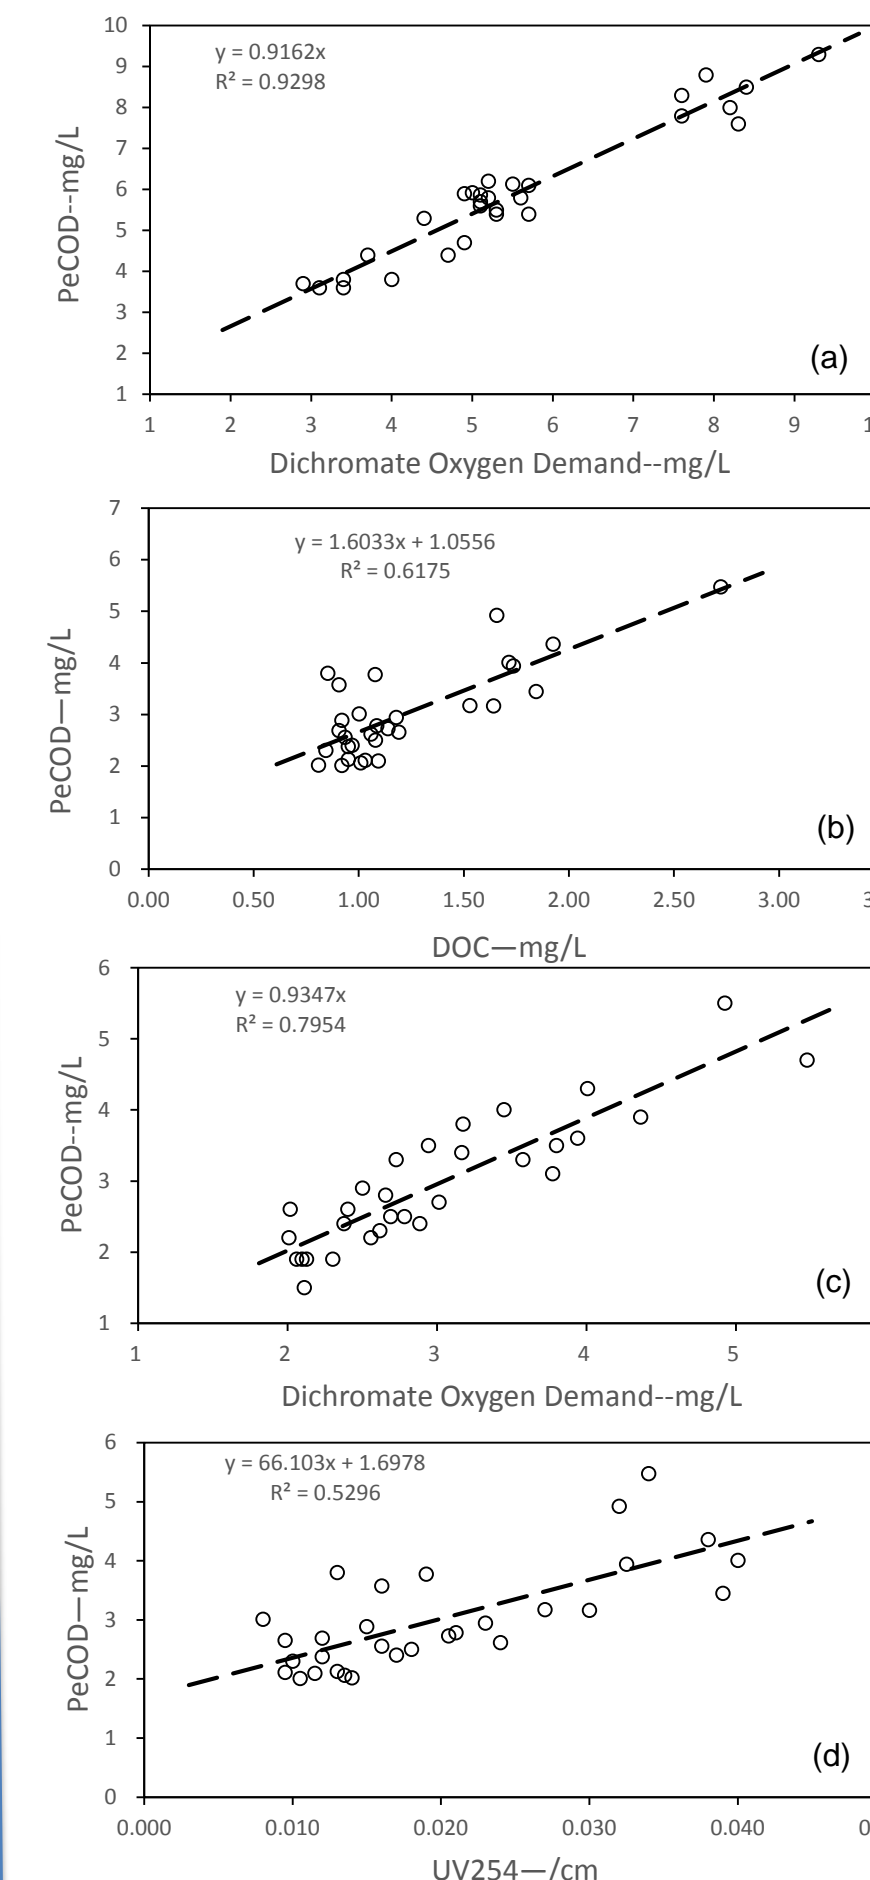 10
9
8
7
6
5
4
3
2
1
PeCOD--mg/L
y = 0.9162x
R² = 0.9298
(a)
1 2 3 4 5 6 7 8 9
Dichromate Oxygen Demand--mg/L
7
6
5
4
3
2
1
0
PeCOD—mg/L
y = 1.6033x + 1.0556
R² = 0.6175
(b)
0.00 0.50 1.00 1.50 2.00 2.50 3.00
DOC—mg/L
6
5
4
3
2
1
PeCOD--mg/L
y = 0.9347x
R² = 0.7954
(c)
1 2 3 4 5
Dichromate Oxygen Demand--mg/L
6
5
4
3
2
1
0
PeCOD—mg/L
y = 66.103x + 1.6978
R² = 0.5296
(d)
0.000 0.010 0.020 0.030 0.040
UV254—/cm